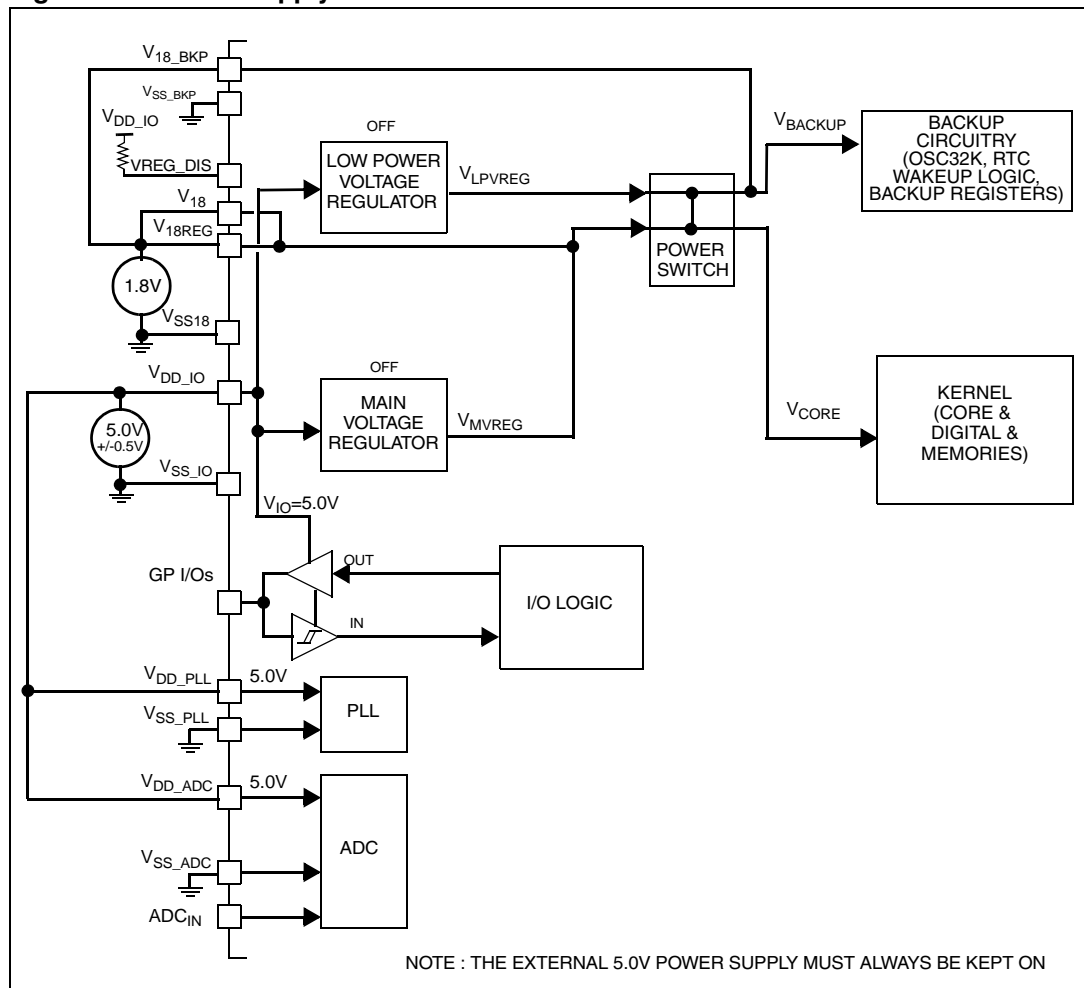 V18_BKP
VSS_BKP
VDD_IO
VREG_DIS
V18
V18REG
1.8V
VSS18
VDD_IO
5.0V
+/-0.5V
VSS_IO
OFF
LOW POWER
VOLTAGE
REGULATOR
VLPVREG
POWER
SWITCH
VBACKUP
BACKUP
CIRCUITRY
(OSC32K, RTC
WAKEUP LOGIC,
BACKUP REGISTERS)
OFF
MAIN
VOLTAGE
REGULATOR
VMVREG
VCORE
KERNEL
(CORE &
DIGITAL &
MEMORIES)
VIO=5.0V
GP I/Os
OUT
IN
I/O LOGIC
VDD_PLL
5.0V
VSS_PLL
PLL
VDD_ADC
5.0V
VSS_ADC
ADCIN
ADC
NOTE : THE EXTERNAL 5.0V POWER SUPPLY MUST ALWAYS BE KEPT ON